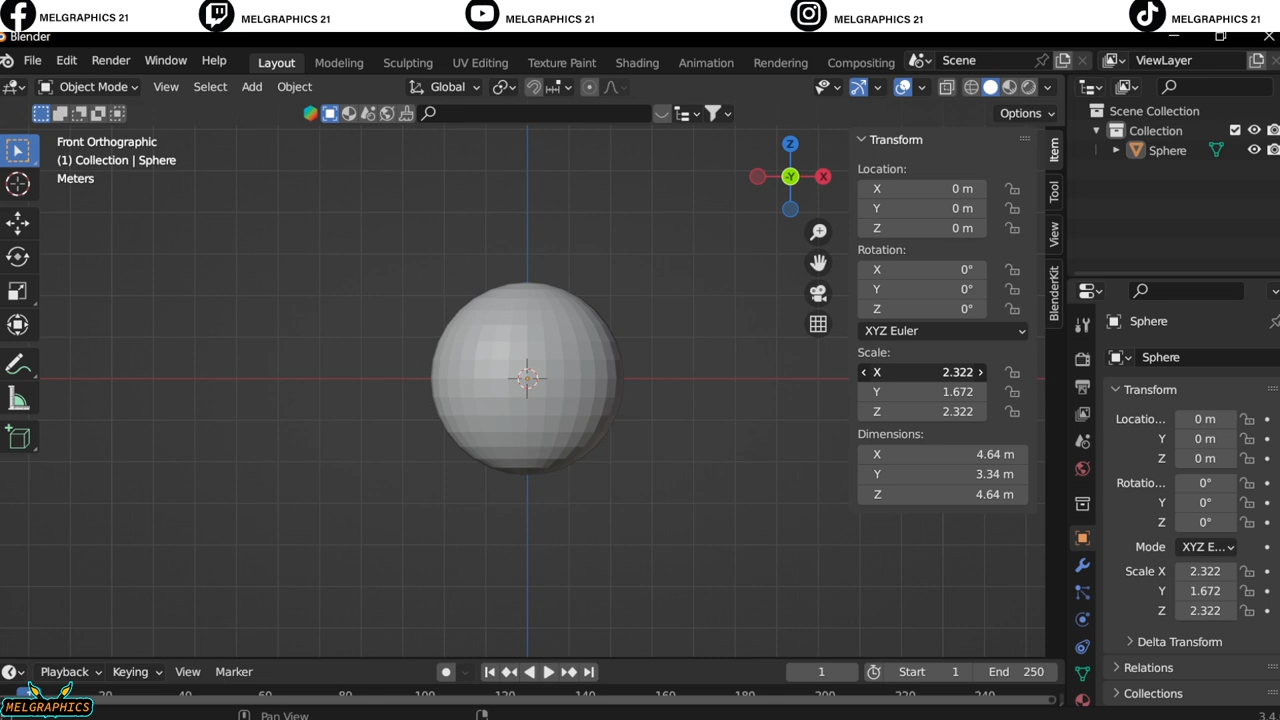 MELGRAPHICS 21 MELGRAPHICS 21 MELGRAPHICS 21 MELGRAPHICS 21 MELGRAPHICS 21
Blender
File Edit Render Window Help Layout Modeling Sculpting UV Editing Texture Paint Shading Animation Rendering Compositing Scene ViewLayer
Object Mode View Select Add Object Global
Options
Front Orthographic
(1) Collection | Sphere
Meters
Z
-Y
X
Transform
Location:
X 0 m
Y 0 m
Z 0 m
Rotation:
X 0°
Y 0°
Z 0°
XYZ Euler
Scale:
X 2.322
Y 1.672
Z 2.322
Dimensions:
X 4.64 m
Y 3.34 m
Z 4.64 m
Item
Tool
View
BlenderKit
Scene Collection
Collection
Sphere
Sphere
Sphere
Transform
Locatio... 0 m
Y 0 m
Z 0 m
Rotatio... 0°
Y 0°
Z 0°
Mode XYZ E...
Scale X 2.322
Y 1.672
Z 2.322
Delta Transform
Relations
Collections
Playback Keying View Marker 1 Start 1 End 250
20 40 60 80 100 120 140 160 180 200 220 240
MELGRAPHICS
Pan View
3.4